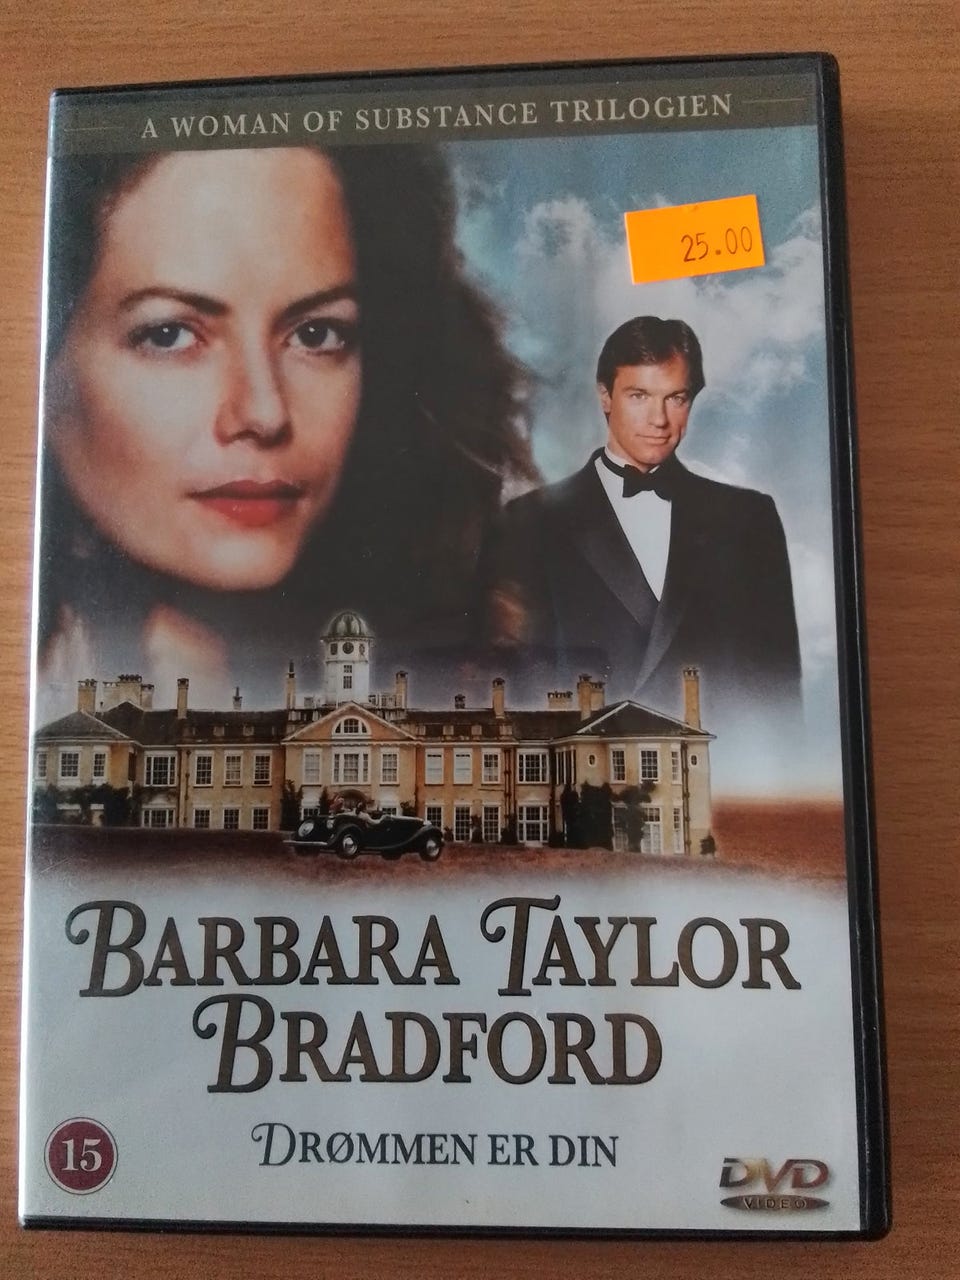 A WOMAN OF SUBSTANCE TRILOGIEN
25.00
BARBARA TAYLOR
BRADFORD
DRØMMEN ER DIN
15
DVD
VIDEO